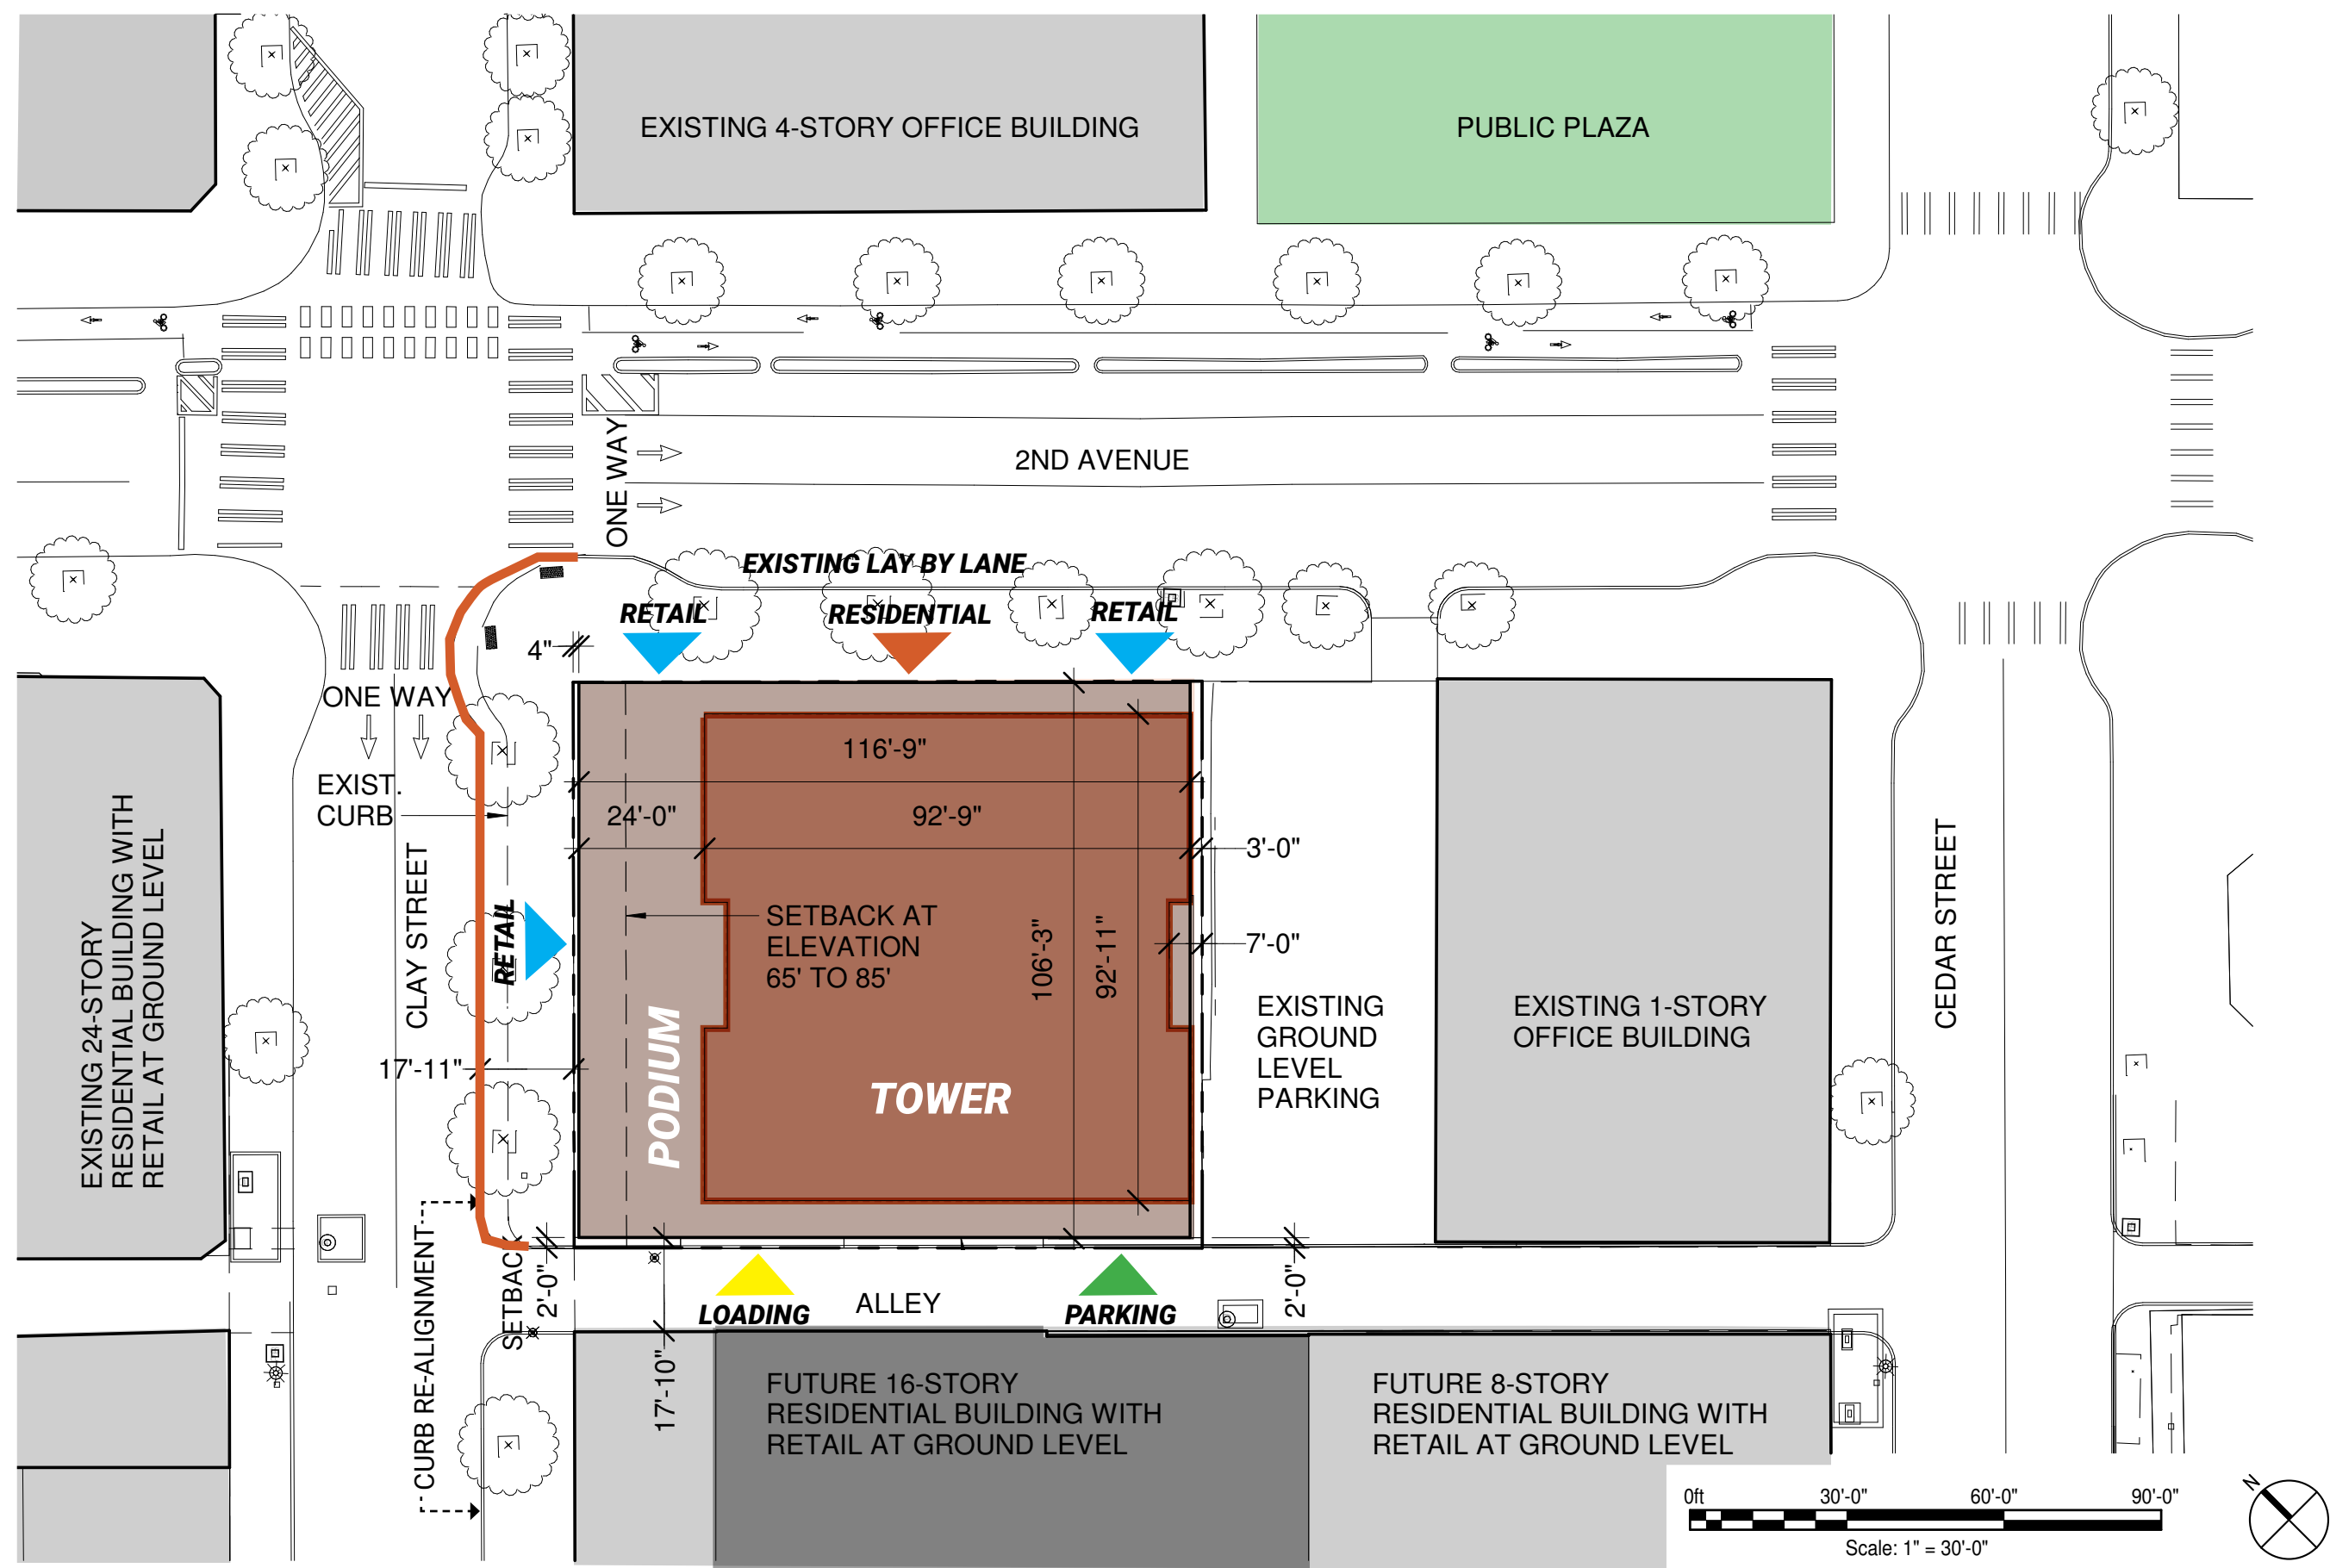 EXISTING 4-STORY OFFICE BUILDING
PUBLIC PLAZA
ONE WAY
2ND AVENUE
EXISTING LAY BY LANE
RETAIL
RESIDENTIAL
RETAIL
4"
ONE WAY
EXIST.
CURB
116'-9"
24'-0"
92'-9"
3'-0"
SETBACK AT
ELEVATION
65' TO 85'
106'-3"
92'-11"
7'-0"
RETAIL
CLAY STREET
EXISTING 24-STORY
RESIDENTIAL BUILDING WITH
RETAIL AT GROUND LEVEL
PODIUM
TOWER
EXISTING
GROUND
LEVEL
PARKING
EXISTING 1-STORY
OFFICE BUILDING
CEDAR STREET
17'-11"
CURB RE-ALIGNMENT
SETBACK
2'-0"
17'-10"
LOADING
ALLEY
PARKING
2'-0"
FUTURE 16-STORY
RESIDENTIAL BUILDING WITH
RETAIL AT GROUND LEVEL
FUTURE 8-STORY
RESIDENTIAL BUILDING WITH
RETAIL AT GROUND LEVEL
0ft 30'-0" 60'-0" 90'-0"
Scale: 1" = 30'-0"
N